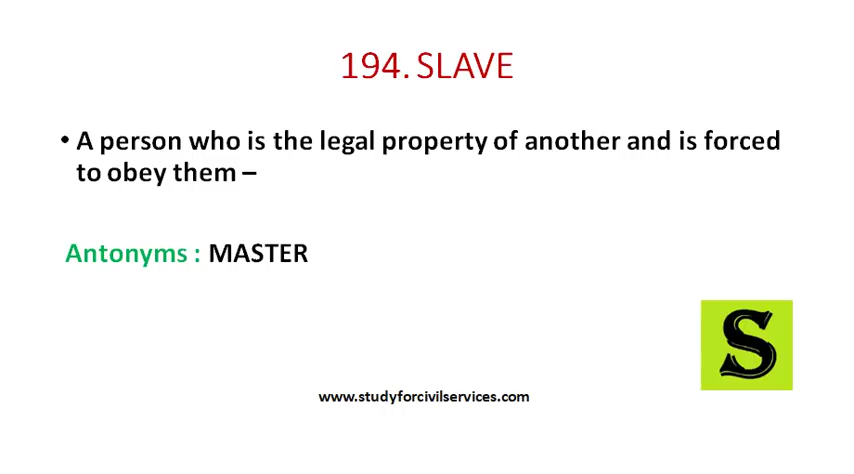 194. SLAVE
• A person who is the legal property of another and is forced
to obey them –
Antonyms : MASTER
S
www.studyforcivilservices.com